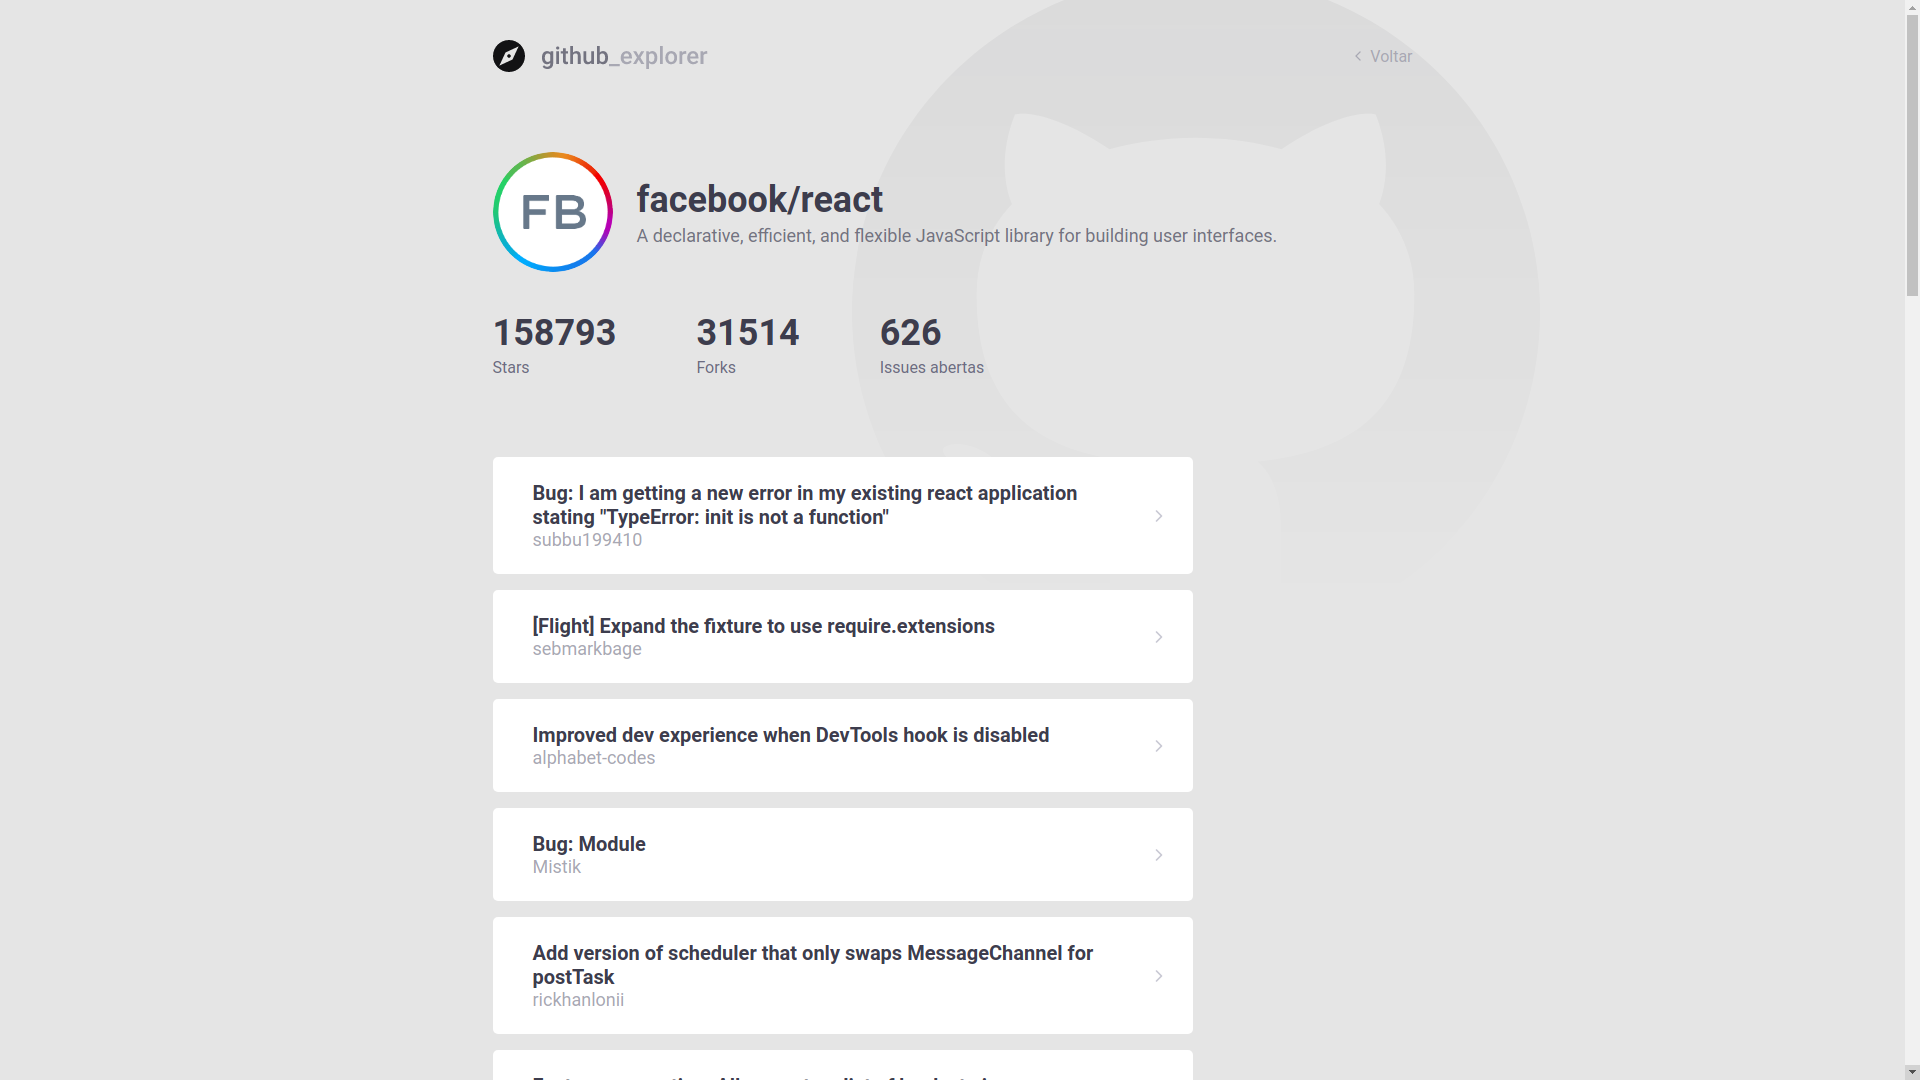 github_explorer
Voltar
FB
facebook/react
A declarative, efficient, and flexible JavaScript library for building user interfaces.
158793 31514 626
Stars Forks Issues abertas
Bug: I am getting a new error in my existing react application
stating "TypeError: init is not a function"
subbu199410
[Flight] Expand the fixture to use require.extensions
sebmarkbage
Improved dev experience when DevTools hook is disabled
alphabet-codes
Bug: Module
Mistik
Add version of scheduler that only swaps MessageChannel for
postTask
rickhanlonii